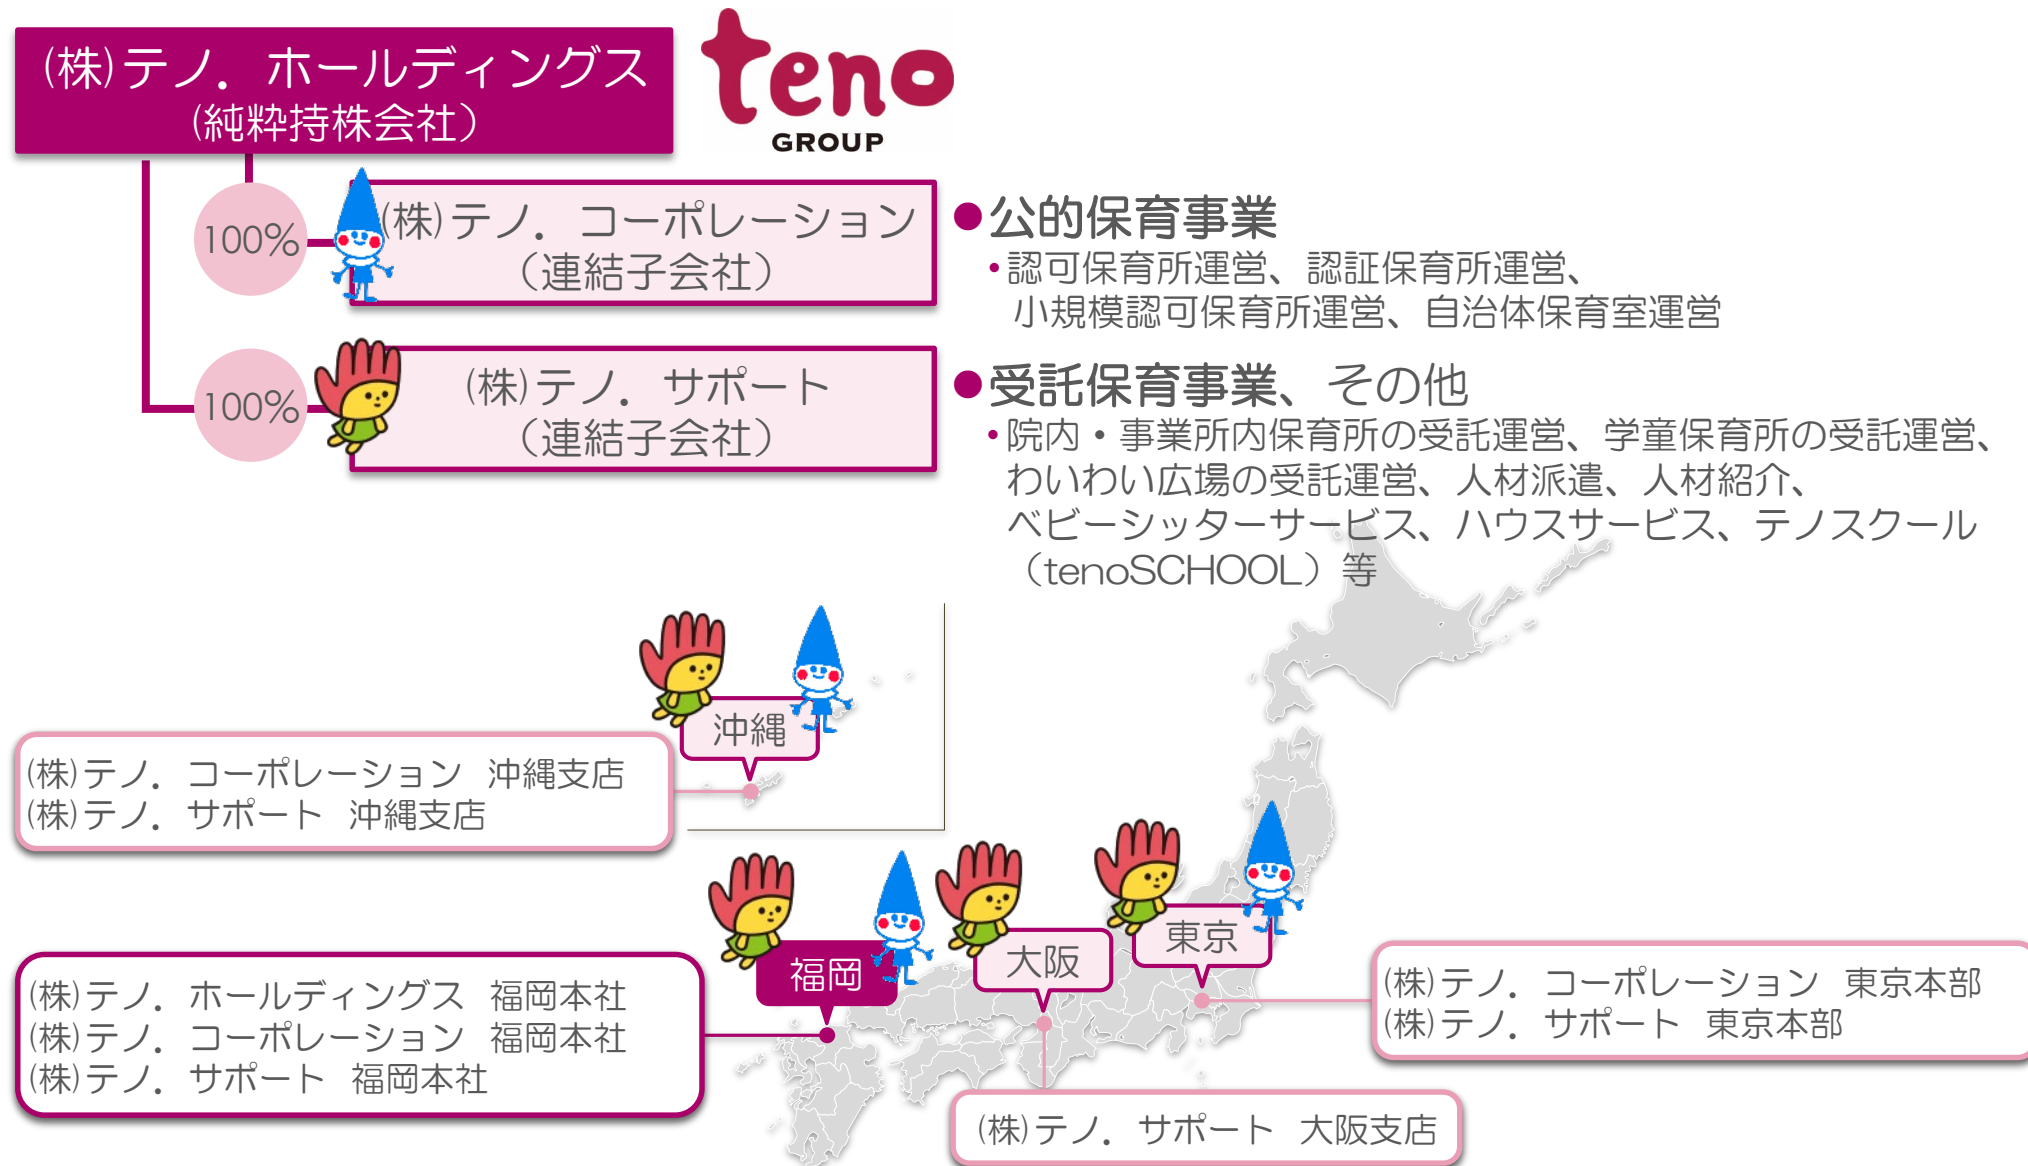 (株)テノ．ホールディングス
(純粋持株会社)
teno
GROUP
100%
(株)テノ．コーポレーション
（連結子会社）
●公的保育事業
・認可保育所運営、認証保育所運営、
小規模認可保育所運営、自治体保育室運営
100%
(株)テノ．サポート
（連結子会社）
●受託保育事業、その他
・院内・事業所内保育所の受託運営、学童保育所の受託運営、
わいわい広場の受託運営、人材派遣、人材紹介、
ベビーシッターサービス、ハウスサービス、テノスクール
（tenoSCHOOL）等
沖縄
(株)テノ．コーポレーション 沖縄支店
(株)テノ．サポート 沖縄支店
福岡
大阪
東京
(株)テノ．ホールディングス 福岡本社
(株)テノ．コーポレーション 福岡本社
(株)テノ．サポート 福岡本社
(株)テノ．コーポレーション 東京本部
(株)テノ．サポート 東京本部
(株)テノ．サポート 大阪支店